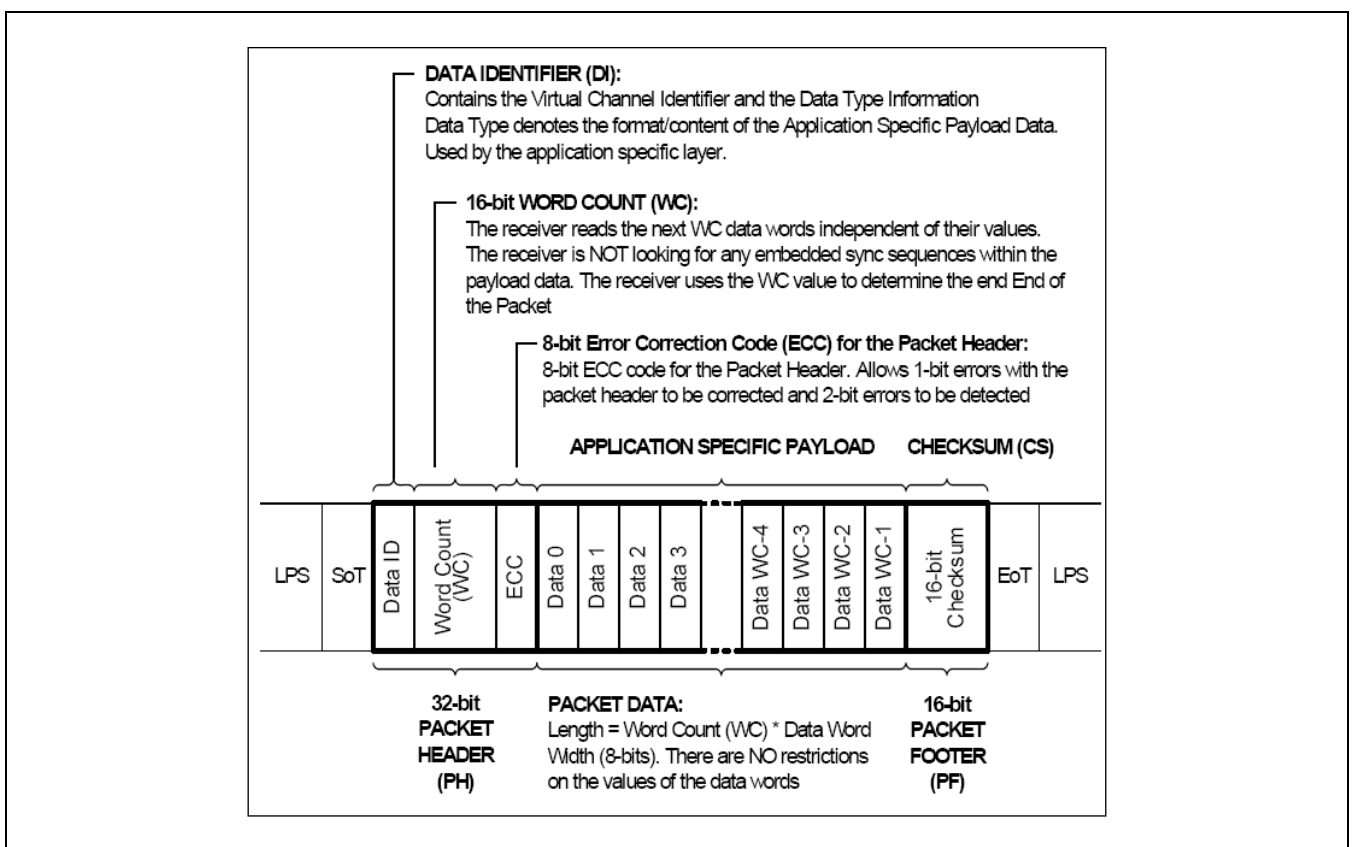 DATA IDENTIFIER (DI):
Contains the Virtual Channel Identifier and the Data Type Information
Data Type denotes the format/content of the Application Specific Payload Data.
Used by the application specific layer.
16-bit WORD COUNT (WC):
The receiver reads the next WC data words independent of their values.
The receiver is NOT looking for any embedded sync sequences within the
payload data. The receiver uses the WC value to determine the end End of
the Packet
8-bit Error Correction Code (ECC) for the Packet Header:
8-bit ECC code for the Packet Header. Allows 1-bit errors with the
packet header to be corrected and 2-bit errors to be detected
APPLICATION SPECIFIC PAYLOAD
CHECKSUM (CS)
LPS
SoT
Data ID
Word Count
(WC)
ECC
Data 0
Data 1
Data 2
Data 3
Data WC-4
Data WC-3
Data WC-2
Data WC-1
16-bit
Checksum
EoT
LPS
32-bit
PACKET
HEADER
(PH)
PACKET DATA:
Length = Word Count (WC) * Data Word
Width (8-bits). There are NO restrictions
on the values of the data words
16-bit
PACKET
FOOTER
(PF)